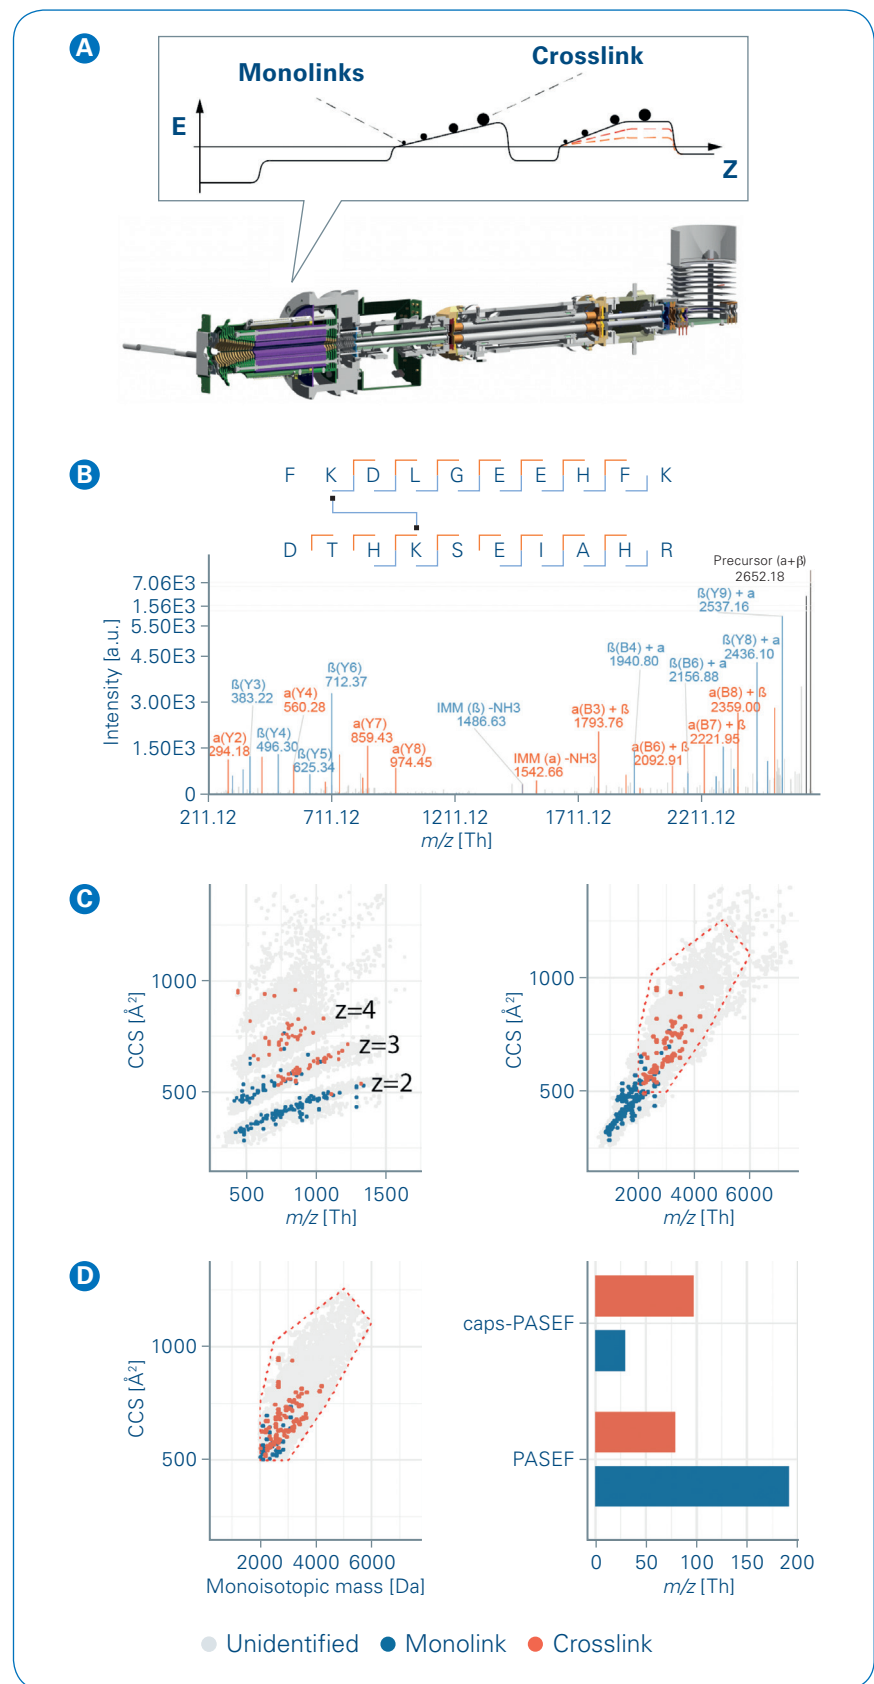 A
Monolinks
Crosslink
E
Z
B
F K D L G E E H F K
D T H K S E I A H R
Precursor (a+β)
2652.18
7.06E3
1.56E3
5.50E3
4.50E3
3.00E3
1.50E3
0
Intensity [a.u.]
ß(Y9) + a
2537.16
ß(Y8) + a
2436.10
ß(B4) + a
1940.80
ß(B6) + a
2156.88
ß(Y6)
712.37
ß(Y3)
383.22
a(Y4)
560.28
a(B8) + ß
2359.00
IMM (ß) -NH3
1486.63
a(B3) + ß
1793.76
a(Y7)
859.43
a(B7) + ß
2221.95
a(Y2)
294.18
ß(Y4)
496.30
ß(Y5)
625.34
a(Y8)
974.45
IMM (a) -NH3
1542.66
a(B6) + ß
2092.91
211.12 711.12 1211.12 1711.12 2211.12
m/z [Th]
C
CCS [Å²]
1000
500
z=4
z=3
z=2
500 1000 1500
m/z [Th]
CCS [Å²]
1000
500
2000 4000 6000
m/z [Th]
D
CCS [Å²]
1000
500
2000 4000 6000
Monoisotopic mass [Da]
caps-PASEF
PASEF
0 50 100 150 200
m/z [Th]
Unidentified Monolink Crosslink